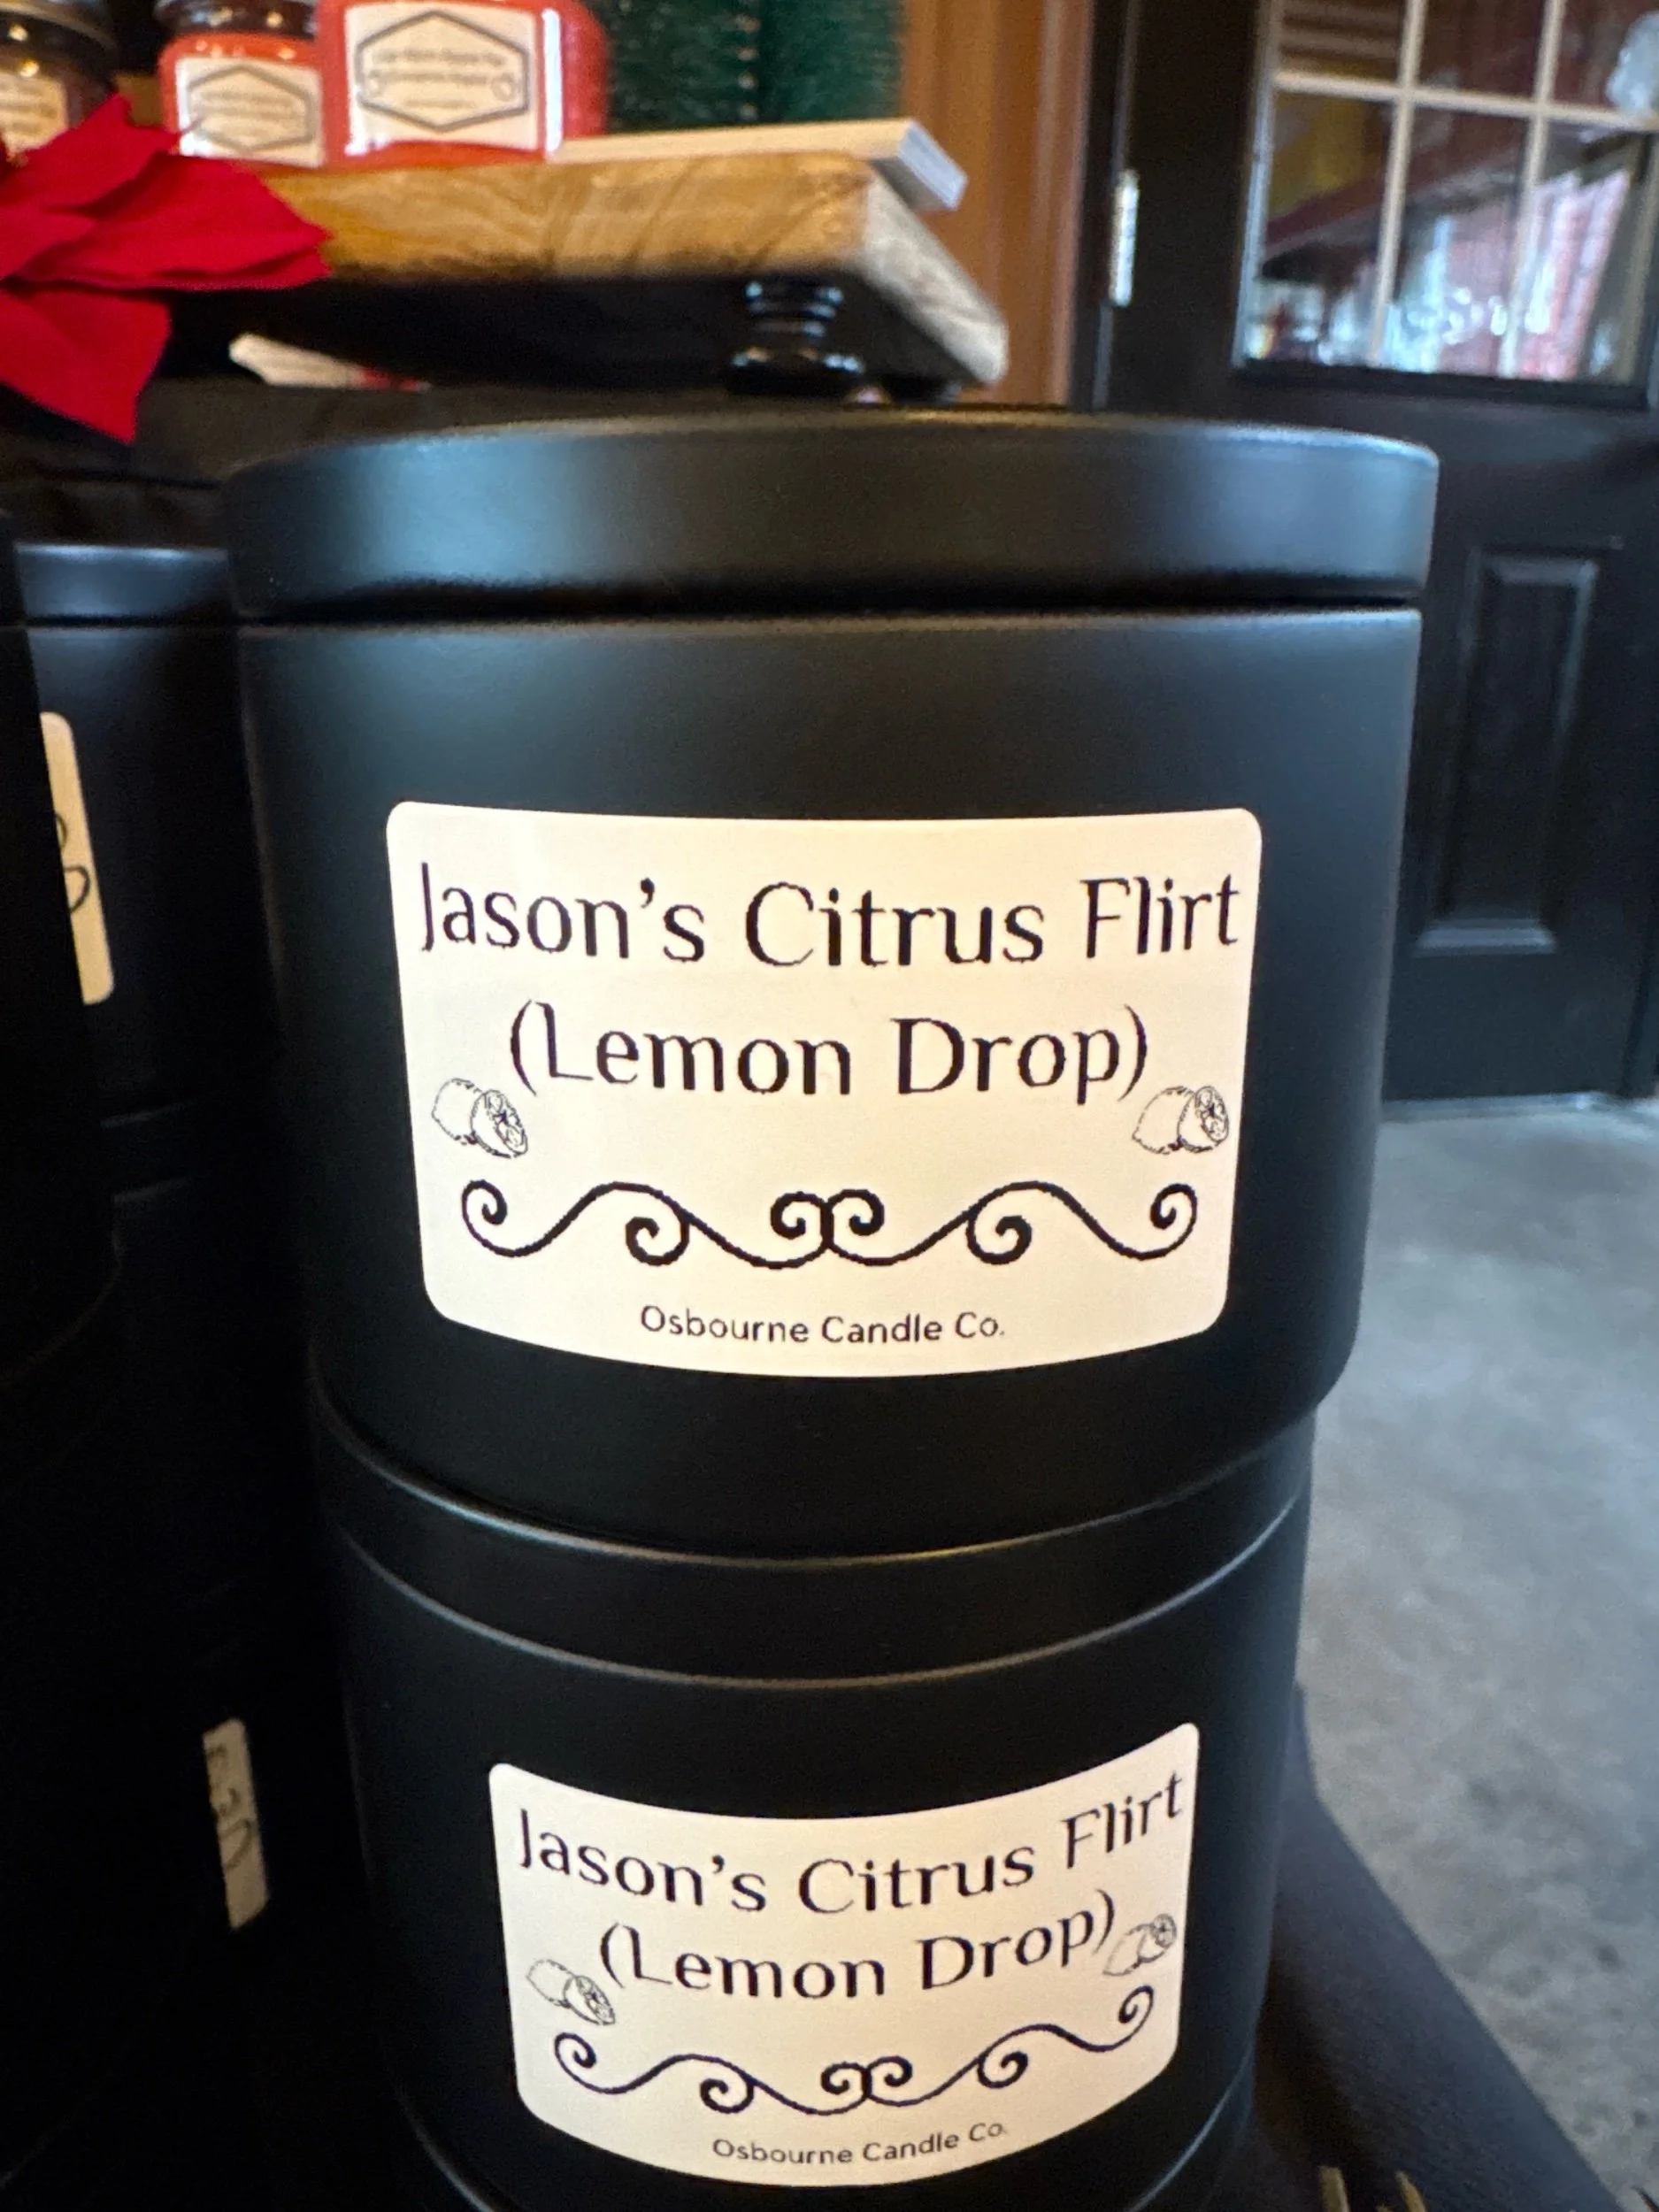 Jason's Citrus Flirt
(Lemon Drop)
Osbourne Candle Co.
Jason's Citrus Flirt
(Lemon Drop)
Osbourne Candle Co.